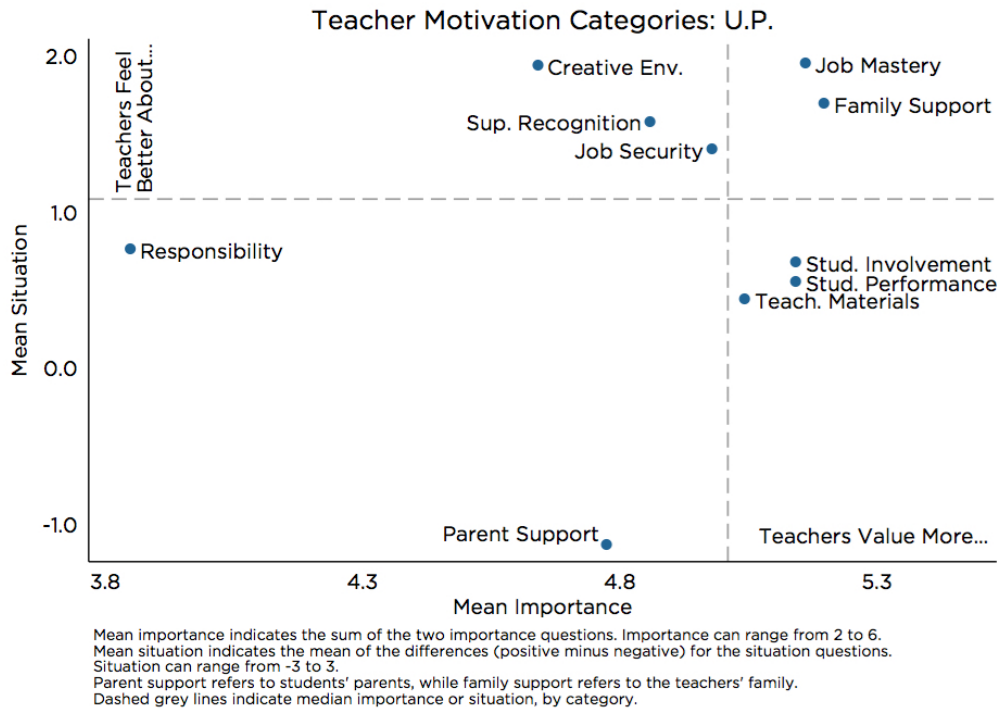 Teacher Motivation Categories: U.P.
Teachers Feel
Better About...
2.0
1.0
0.0
-1.0
Mean Situation
Creative Env.
Job Mastery
Family Support
Sup. Recognition
Job Security
Responsibility
Stud. Involvement
Stud. Performance
Teach. Materials
Parent Support
Teachers Value More...
3.8
4.3
4.8
5.3
Mean Importance
Mean importance indicates the sum of the two importance questions. Importance can range from 2 to 6.
Mean situation indicates the mean of the differences (positive minus negative) for the situation questions.
Situation can range from -3 to 3.
Parent support refers to students' parents, while family support refers to the teachers' family.
Dashed grey lines indicate median importance or situation, by category.